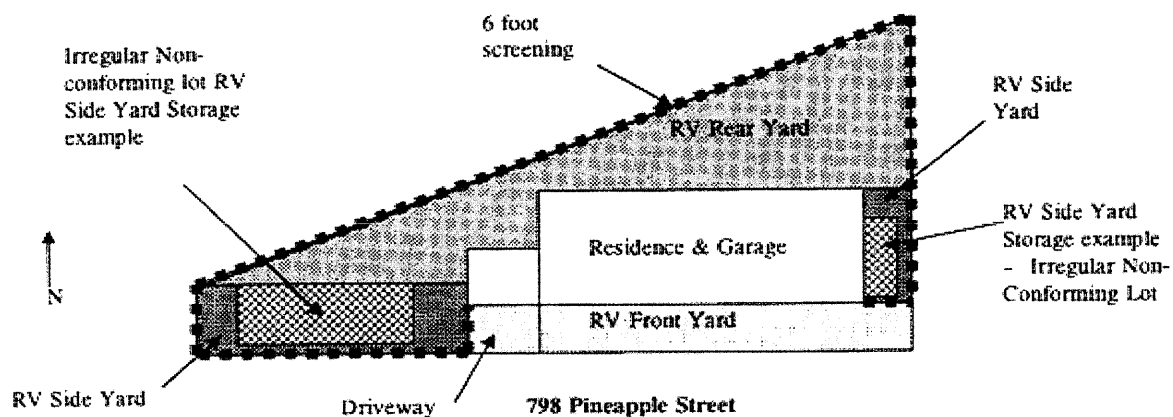 6 foot
screening
Irregular Non-
conforming lot RV
Side Yard Storage
example
RV Side
Yard
RV Rear Yard
RV Side Yard
Storage example
– Irregular Non-
Conforming Lot
Residence & Garage
N
RV Front Yard
RV Side Yard
Driveway
798 Pineapple Street